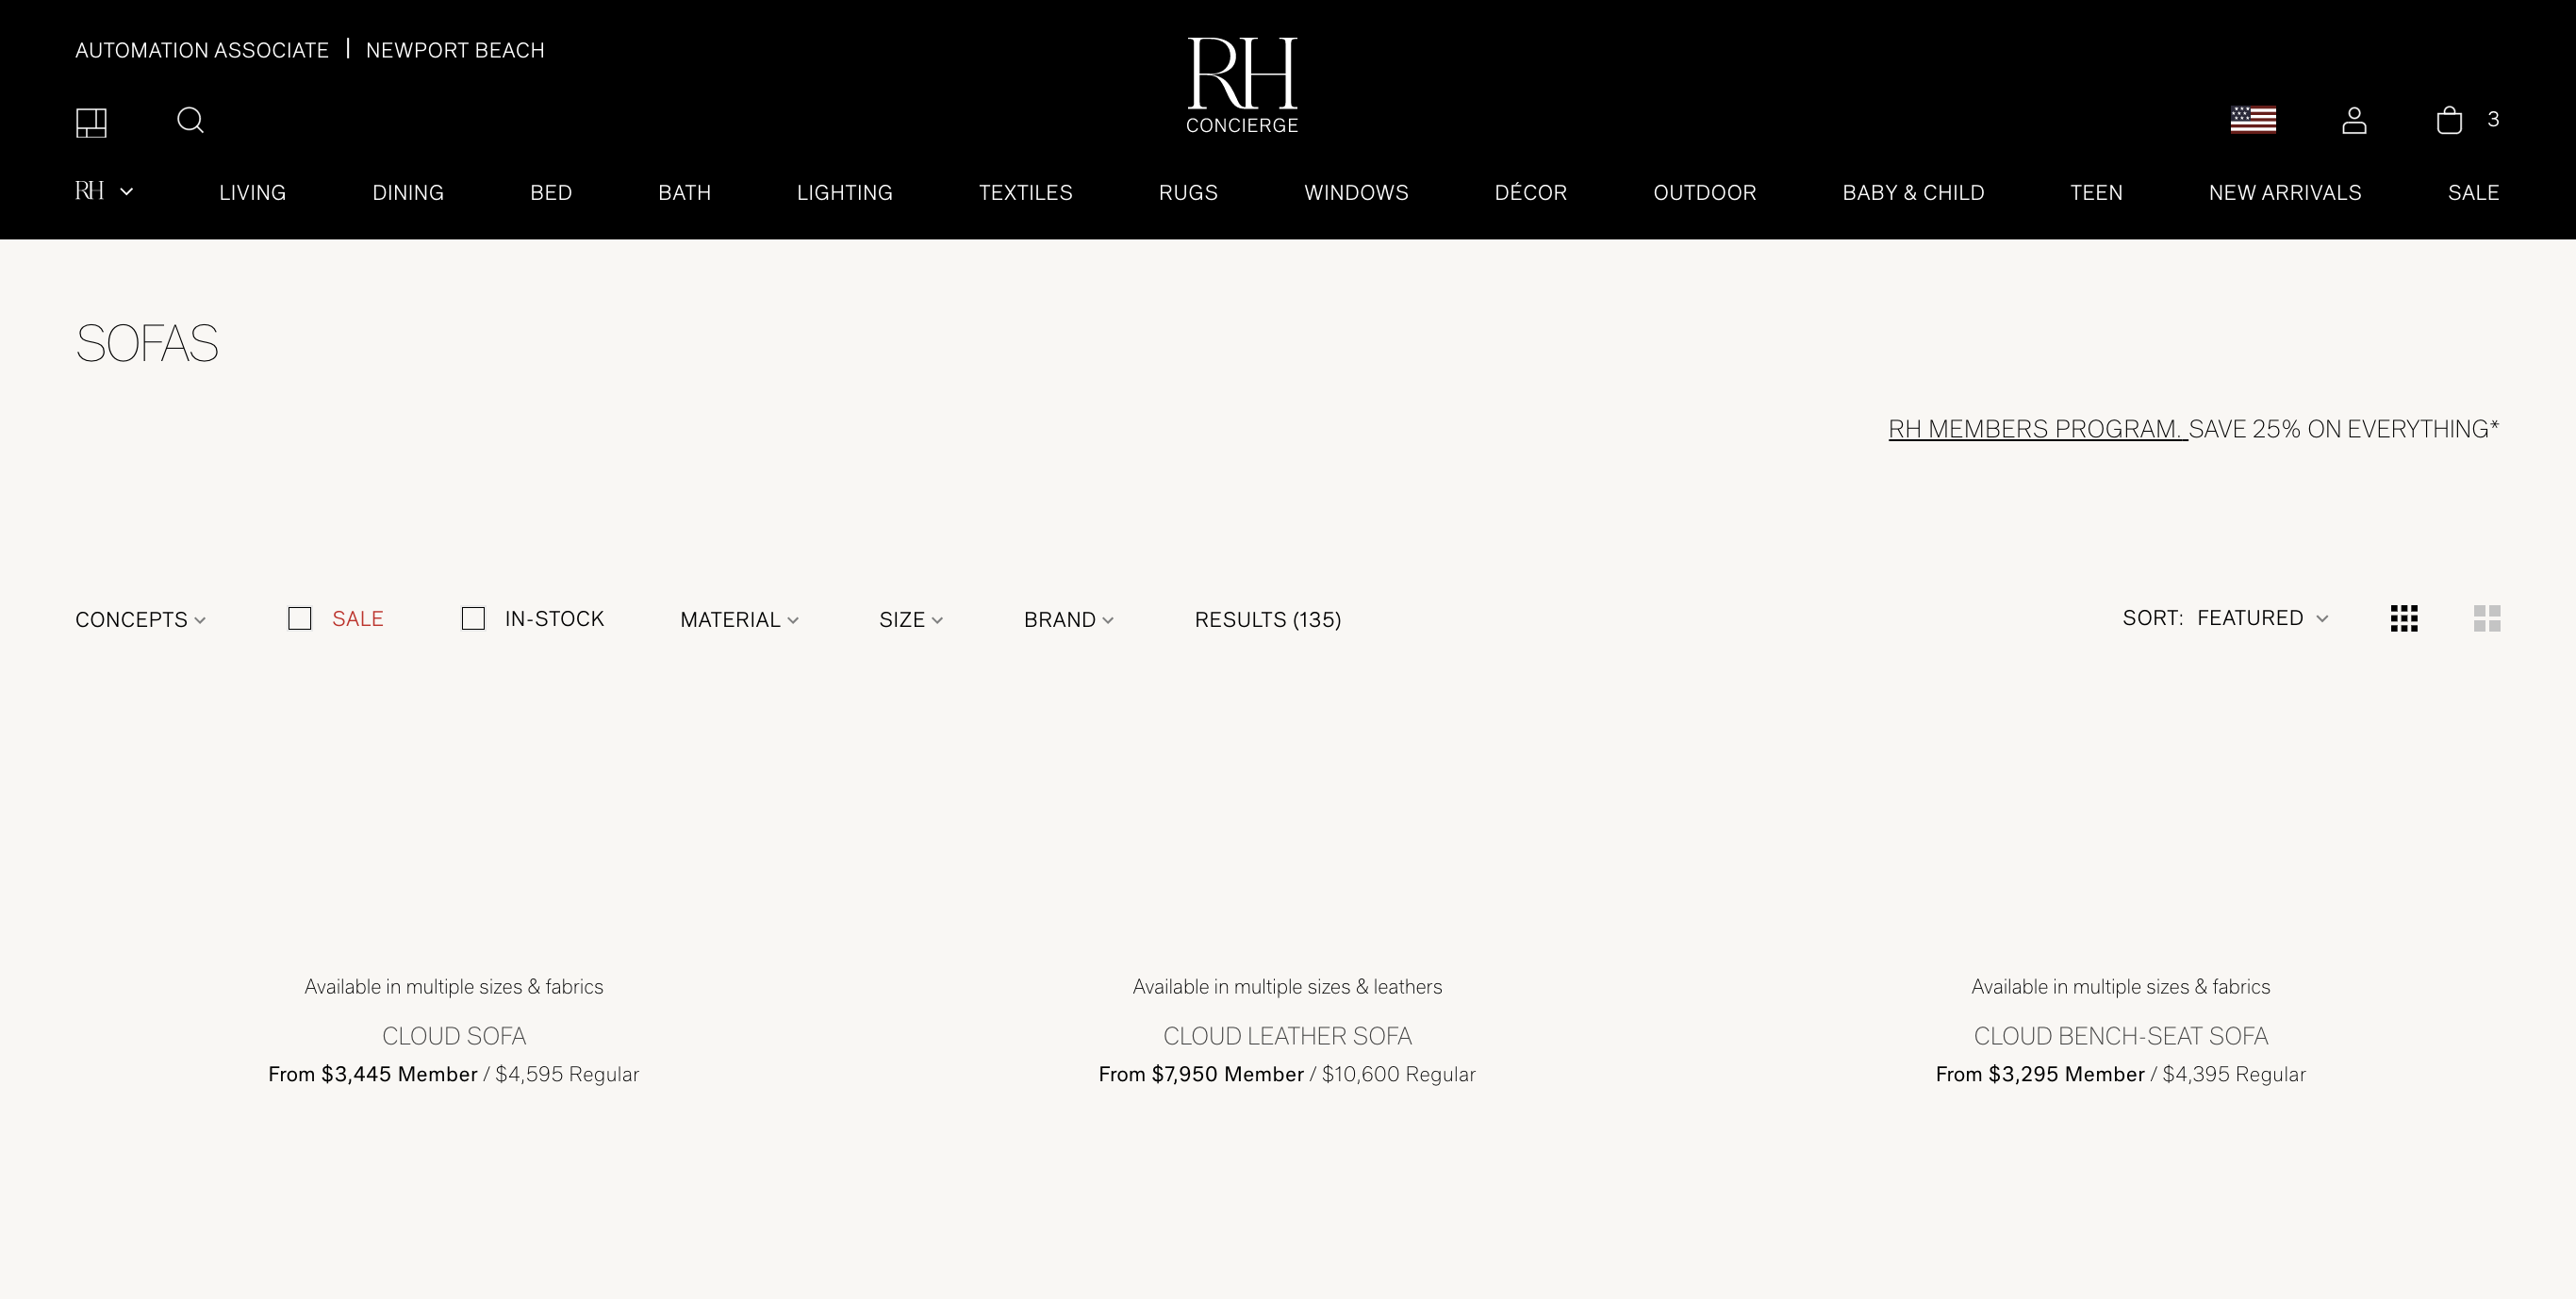 AUTOMATION ASSOCIATE | NEWPORT BEACH
RH
CONCIERGE
3
RH LIVING DINING BED BATH LIGHTING TEXTILES RUGS WINDOWS DÉCOR OUTDOOR BABY & CHILD TEEN NEW ARRIVALS SALE
SOFAS
RH MEMBERS PROGRAM. SAVE 25% ON EVERYTHING*
CONCEPTS SALE IN-STOCK MATERIAL SIZE BRAND RESULTS (135) SORT: FEATURED
Available in multiple sizes & fabrics
CLOUD SOFA
From $3,445 Member / $4,595 Regular
Available in multiple sizes & leathers
CLOUD LEATHER SOFA
From $7,950 Member / $10,600 Regular
Available in multiple sizes & fabrics
CLOUD BENCH-SEAT SOFA
From $3,295 Member / $4,395 Regular